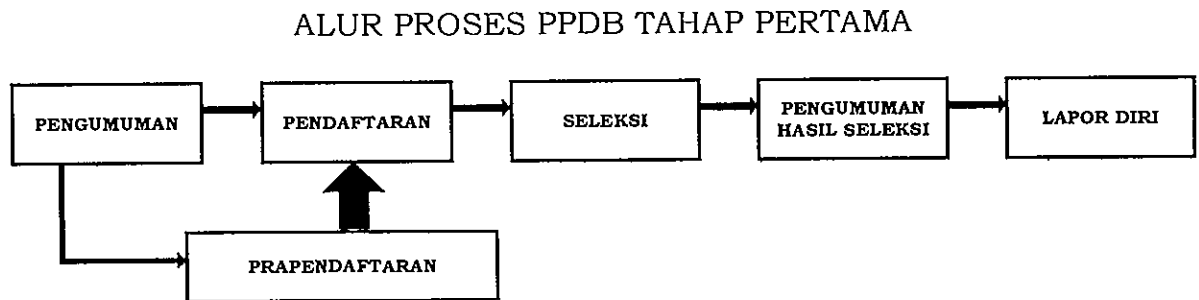 ALUR PROSES PPDB TAHAP PERTAMA
PENGUMUMAN
PENDAFTARAN
SELEKSI
PENGUMUMAN
HASIL SELEKSI
LAPOR DIRI
PRAPENDAFTARAN